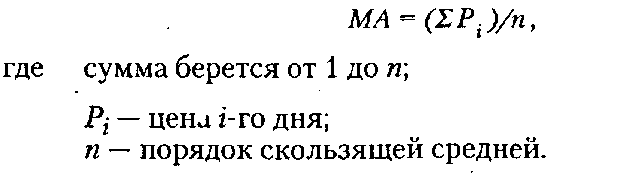 MA = (ΣP_i)/n,
где сумма берется от 1 до n;
P_i — цена i-го дня;
n — порядок скользящей средней.